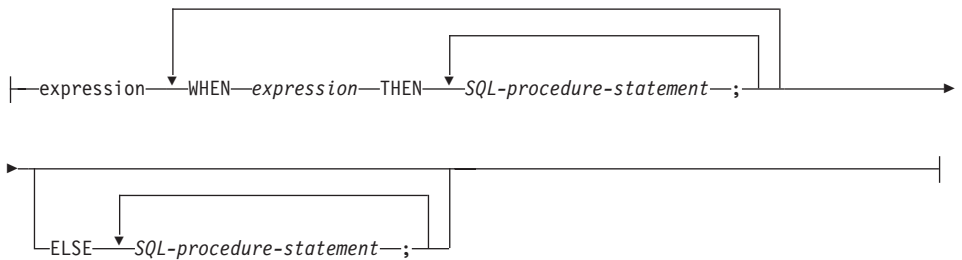 expression WHEN expression THEN SQL-procedure-statement ;
ELSE SQL-procedure-statement ;